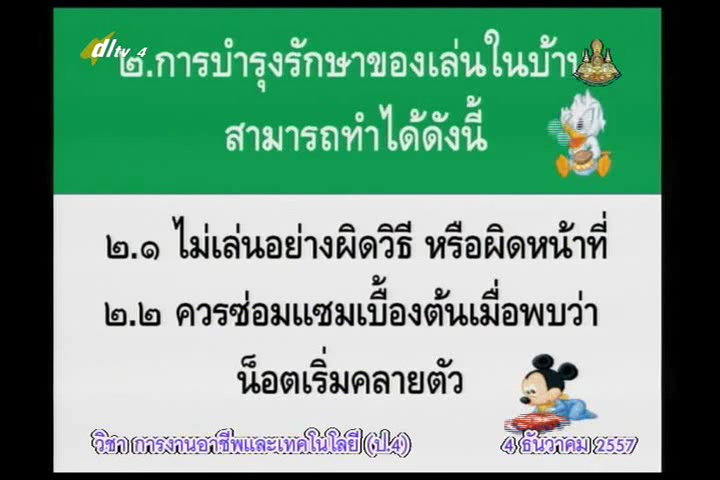 dltv 4
๒.การบำรุงรักษาของเล่นในบ้าน
สามารถทำได้ดังนี้
๒.๑ ไม่เล่นอย่างผิดวิธี หรือผิดหน้าที่
๒.๒ ควรซ่อมแซมเบื้องต้นเมื่อพบว่า
น็อตเริ่มคลายตัว
วิชา การงานอาชีพและเทคโนโลยี (ป.4) 4 ธันวาคม 2557